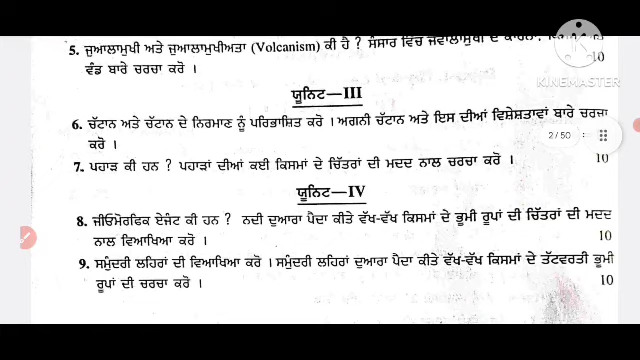 5. ਜੁਆਲਾਮੁਖੀ ਅਤੇ ਜੁਆਲਾਮੁਖੀਅਤਾ (Volcanism) ਕੀ ਹੈ ? ਸੰਸਾਰ ਵਿੱਚ ਜਵਾਲਾਮੁਖੀ ਦੇ ਕਾਰਨਾਂ,
ਵੰਡ ਬਾਰੇ ਚਰਚਾ ਕਰੋ । 10
KINEMASTER
ਯੂਨਿਟ—III
6. ਚੱਟਾਨ ਅਤੇ ਚੱਟਾਨ ਦੇ ਨਿਰਮਾਣ ਨੂੰ ਪਰਿਭਾਸ਼ਿਤ ਕਰੋ । ਅਗਨੀ ਚੱਟਾਨ ਅਤੇ ਇਸ ਦੀਆਂ ਵਿਸ਼ੇਸ਼ਤਾਵਾਂ ਬਾਰੇ ਚਰਚਾ
ਕਰੋ ।
2 / 50
7. ਪਹਾੜ ਕੀ ਹਨ ? ਪਹਾੜਾਂ ਦੀਆਂ ਕਈ ਕਿਸਮਾਂ ਦੇ ਚਿੱਤਰਾਂ ਦੀ ਮਦਦ ਨਾਲ ਚਰਚਾ ਕਰੋ । 10
ਯੂਨਿਟ—IV
8. ਜੀਓਮੋਰਫਿਕ ਏਜੰਟ ਕੀ ਹਨ ? ਨਦੀ ਦੁਆਰਾ ਪੈਦਾ ਕੀਤੇ ਵੱਖ-ਵੱਖ ਕਿਸਮਾਂ ਦੇ ਭੂਮੀ ਰੂਪਾਂ ਦੀ ਚਿੱਤਰਾਂ ਦੀ ਮਦਦ
ਨਾਲ ਵਿਆਖਿਆ ਕਰੋ । 10
9. ਸਮੁੰਦਰੀ ਲਹਿਰਾਂ ਦੀ ਵਿਆਖਿਆ ਕਰੋ । ਸਮੁੰਦਰੀ ਲਹਿਰਾਂ ਦੁਆਰਾ ਪੈਦਾ ਕੀਤੇ ਵੱਖ-ਵੱਖ ਕਿਸਮਾਂ ਦੇ ਤੱਟਵਰਤੀ ਭੂਮੀ
ਰੂਪਾਂ ਦੀ ਚਰਚਾ ਕਰੋ । 10